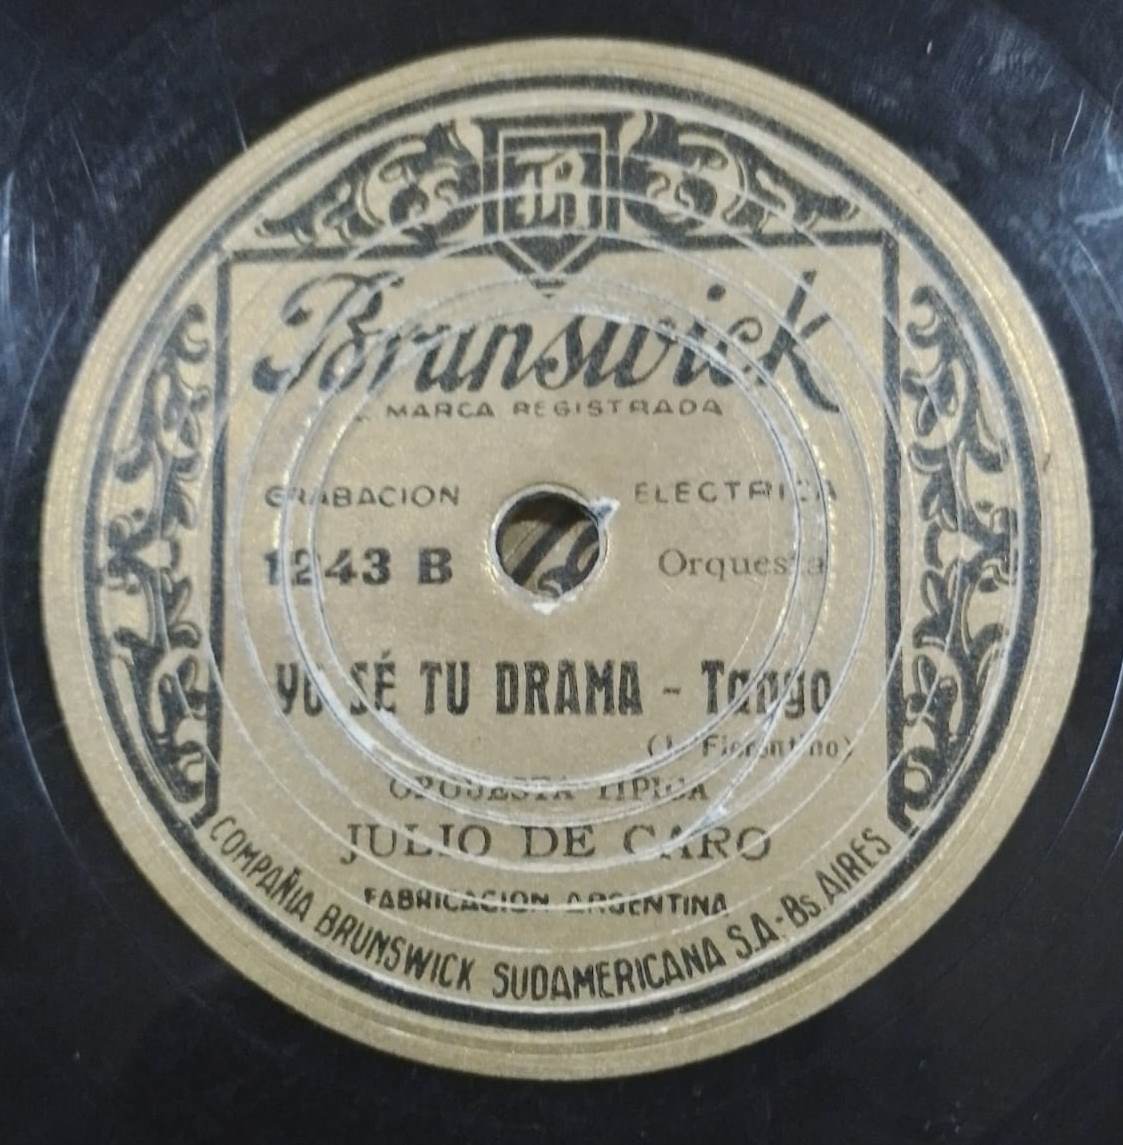 B
Brunswick
MARCA REGISTRADA
GRABACION ELECTRICA
1243 B Orquesta
YO SÉ TU DRAMA - Tango
Fiorentino)
ORQUESTA TIPICA
JULIO DE CARO
FABRICACION ARGENTINA
COMPAÑIA BRUNSWICK SUDAMERICANA S.A - Bs AIRES